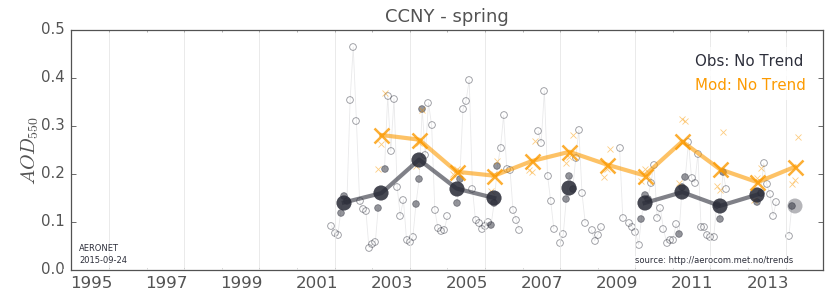 CCNY - spring
0.5
0.4
0.3
0.2
0.1
0.0
AOD550
Obs: No Trend
Mod: No Trend
AERONET
2015-09-24
source: http://aerocom.met.no/trends
1995 1997 1999 2001 2003 2005 2007 2009 2011 2013